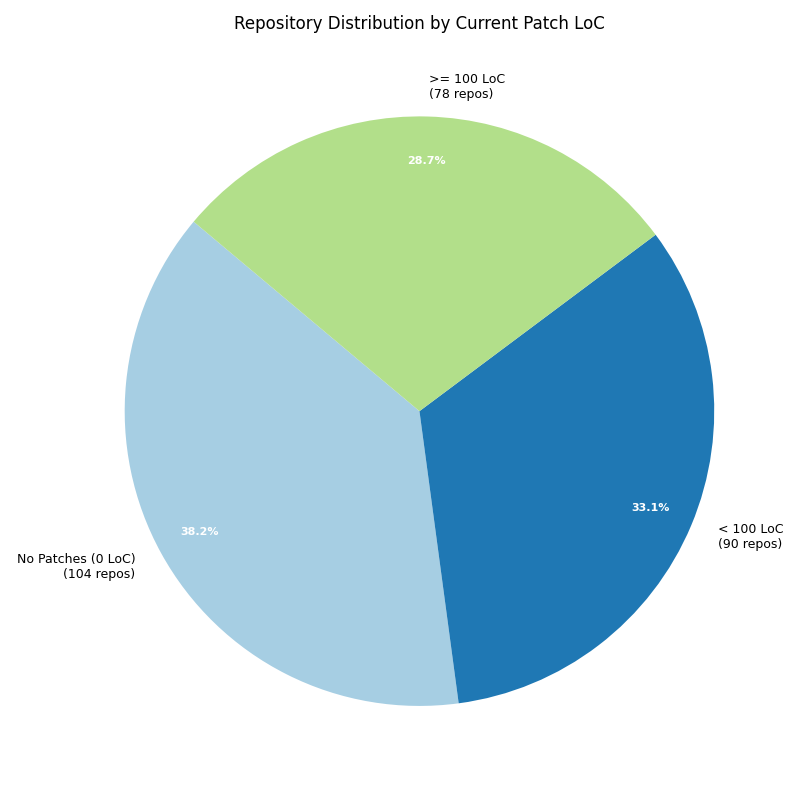 Repository Distribution by Current Patch LoC
>= 100 LoC
(78 repos)
28.7%
33.1%
< 100 LoC
(90 repos)
38.2%
No Patches (0 LoC)
(104 repos)